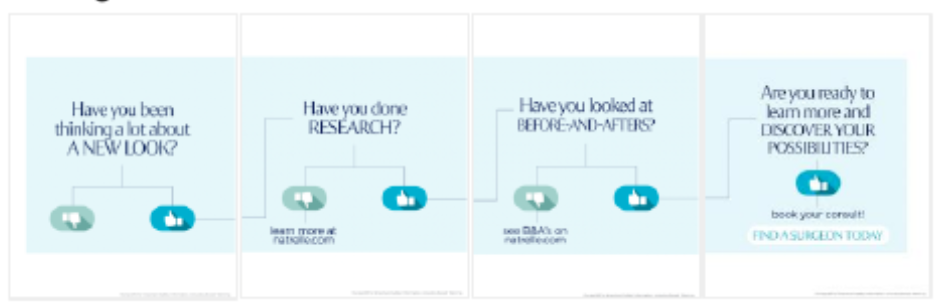 Have you been
thinking a lot about
A NEW LOOK?
Have you done
RESEARCH?
learn more at
natrelle.com
Have you looked at
BEFORE-AND-AFTERS?
see B&A's on
natrelle.com
Are you ready to
learn more and
DISCOVER YOUR
POSSIBILITIES?
book your consult!
FIND A SURGEON TODAY